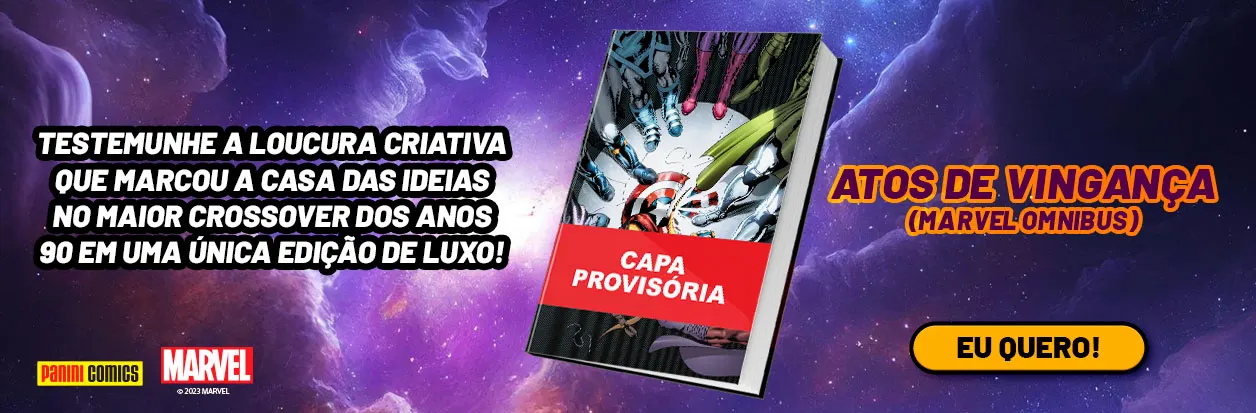 TESTEMUNHE A LOUCURA CRIATIVA
QUE MARCOU A CASA DAS IDEIAS
NO MAIOR CROSSOVER DOS ANOS
90 EM UMA ÚNICA EDIÇÃO DE LUXO!
PANINI COMICS
MARVEL
© 2023 MARVEL
CAPA
PROVISÓRIA
ATOS DE VINGANÇA
(MARVEL OMNIBUS)
EU QUERO!